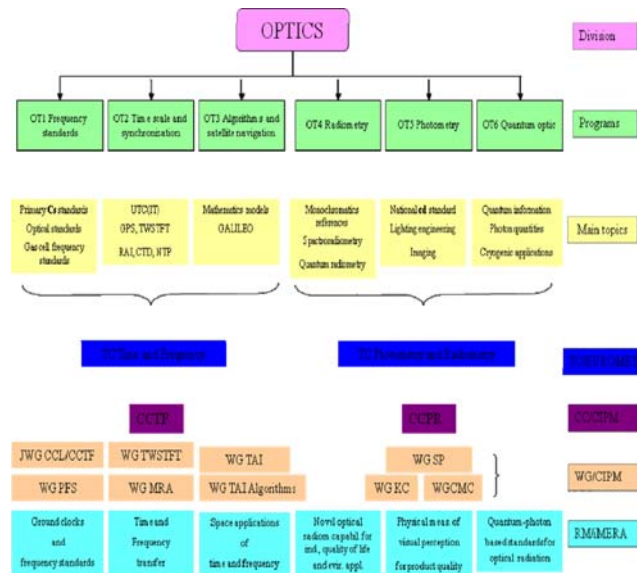 OPTICS
Division
OT1 Frequency
standards
OT2 Time scale and
synchronization
OT3 Algorithms and
satellite navigation
OT4 Radiometry
OT5 Photometry
OT6 Quantum optic
Programs
Primary Cs standards
Optical standards
Gas cell frequency
standards
UTC(IT)
GPS, TWSTFT
RAI, CTD, NTP
Mathematics models
GALILEO
Monochromatics
references
Spectroradiometry
Quantum radiometry
National cd standard
Lighting engineering
Imaging
Quantum information
Photon quantities
Cryogenic applications
Main topics
TC Time and Frequency
TC Photometry and Radiometry
CCTF
CCPR
CC/CIPM
JWG CCL/CCTF
WG TWSTFT
WG TAI
WG SP
WG PFS
WG MRA
WG TAI Algorithms
WG KC
WGCMC
WG/CIPM
Ground clocks
and
frequency standards
Time and
Frequency
transfer
Space applications
of
time and frequency
Novel optical
radiom capabil. for
ind., quality of life
and evir. appl.
Physical meas. of
visual perception
for product quality
Quantum-photon
based standards for
optical radiation